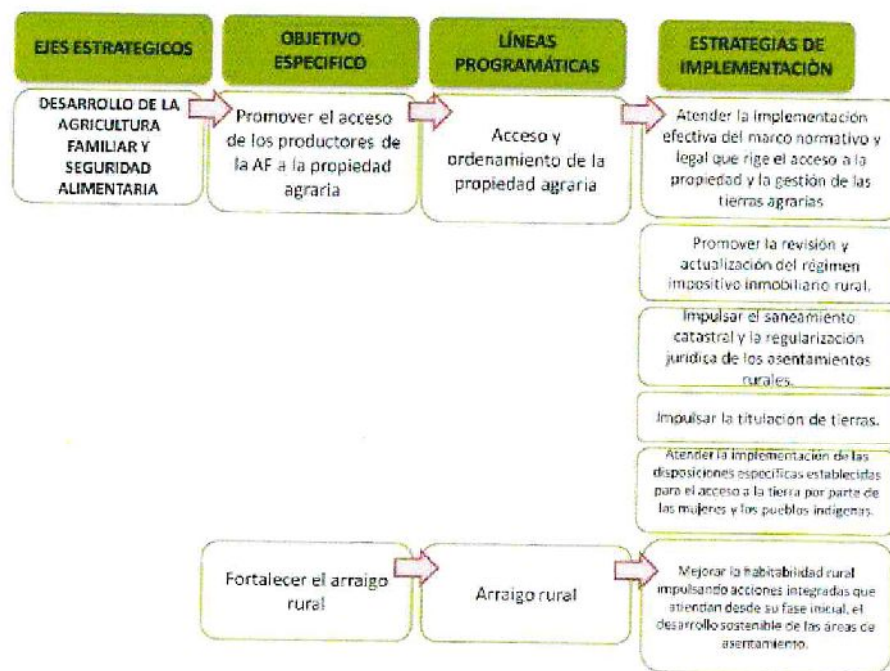 EJES ESTRATEGICOS
OBJETIVO
ESPECIFICO
LÍNEAS
PROGRAMÁTICAS
ESTRATEGIAS DE
IMPLEMENTACIÒN
DESARROLLO DE LA
AGRICULTURA
FAMILIAR Y
SEGURIDAD
ALIMENTARIA
Promover el acceso
de los productores de
la AF a la propiedad
agraria
Acceso y
ordenamiento de la
propiedad agraria
Atender la implementación
efectiva del marco normativo y
legal que rige el acceso a la
propiedad y la gestión de las
tierras agrarias
Promover la revisión y
actualización del régimen
impositivo inmobiliario rural.
Impulsar el saneamiento
catastral y la regularización
jurídica de los asentamientos
rurales.
Impulsar la titulación de tierras.
Atender la implementación de las
disposiciones específicas establecidas
para el acceso a la tierra por parte de
las mujeres y los pueblos indígenas.
Fortalecer el arraigo
rural
Arraigo rural
Mejorar la habitabilidad rural
impulsando acciones integradas que
atiendan desde su fase inicial, el
desarrollo sostenible de las áreas de
asentamiento.